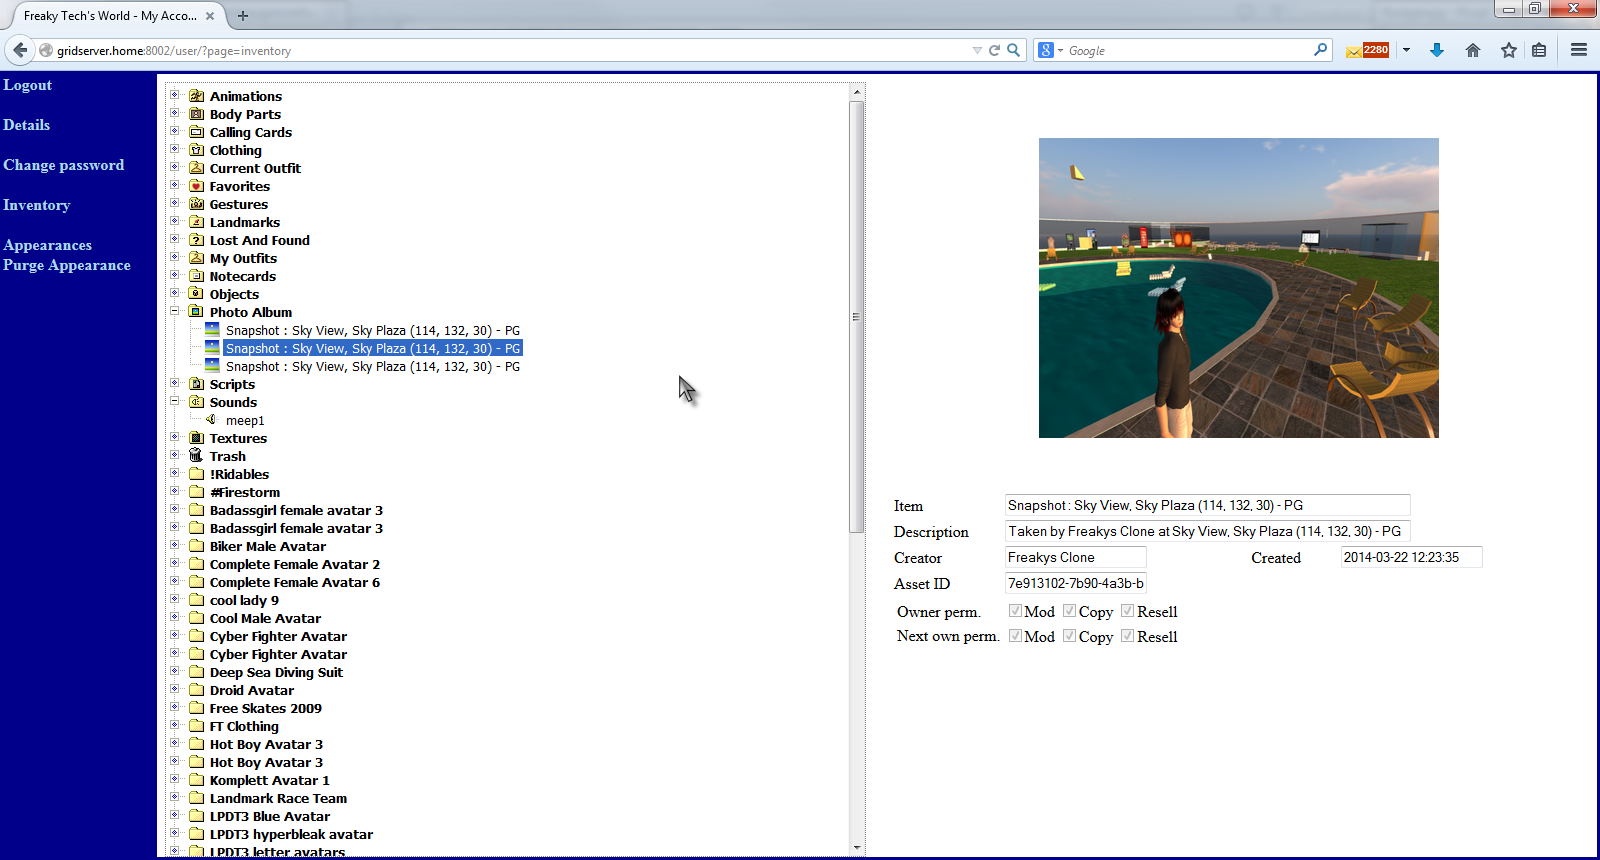 Freaky Tech's World - My Acco...
gridserver.home:8002/user/?page=inventory
Google
2280
Logout
Details
Change password
Inventory
Appearances
Purge Appearance
Animations
Body Parts
Calling Cards
Clothing
Current Outfit
Favorites
Gestures
Landmarks
Lost And Found
My Outfits
Notecards
Objects
Photo Album
Snapshot : Sky View, Sky Plaza (114, 132, 30) - PG
Snapshot : Sky View, Sky Plaza (114, 132, 30) - PG
Snapshot : Sky View, Sky Plaza (114, 132, 30) - PG
Scripts
Sounds
meep1
Textures
Trash
!Ridables
#Firestorm
Badassgirl female avatar 3
Badassgirl female avatar 3
Biker Male Avatar
Complete Female Avatar 2
Complete Female Avatar 6
cool lady 9
Cool Male Avatar
Cyber Fighter Avatar
Cyber Fighter Avatar
Deep Sea Diving Suit
Droid Avatar
Free Skates 2009
FT Clothing
Hot Boy Avatar 3
Hot Boy Avatar 3
Komplett Avatar 1
Landmark Race Team
LPDT3 Blue Avatar
LPDT3 hyperbleak avatar
LPDT3 letter avatars
Item Snapshot : Sky View, Sky Plaza (114, 132, 30) - PG
Description Taken by Freakys Clone at Sky View, Sky Plaza (114, 132, 30) - PG
Creator Freakys Clone Created 2014-03-22 12:23:35
Asset ID 7e913102-7b90-4a3b-b
Owner perm. Mod Copy Resell
Next own perm. Mod Copy Resell